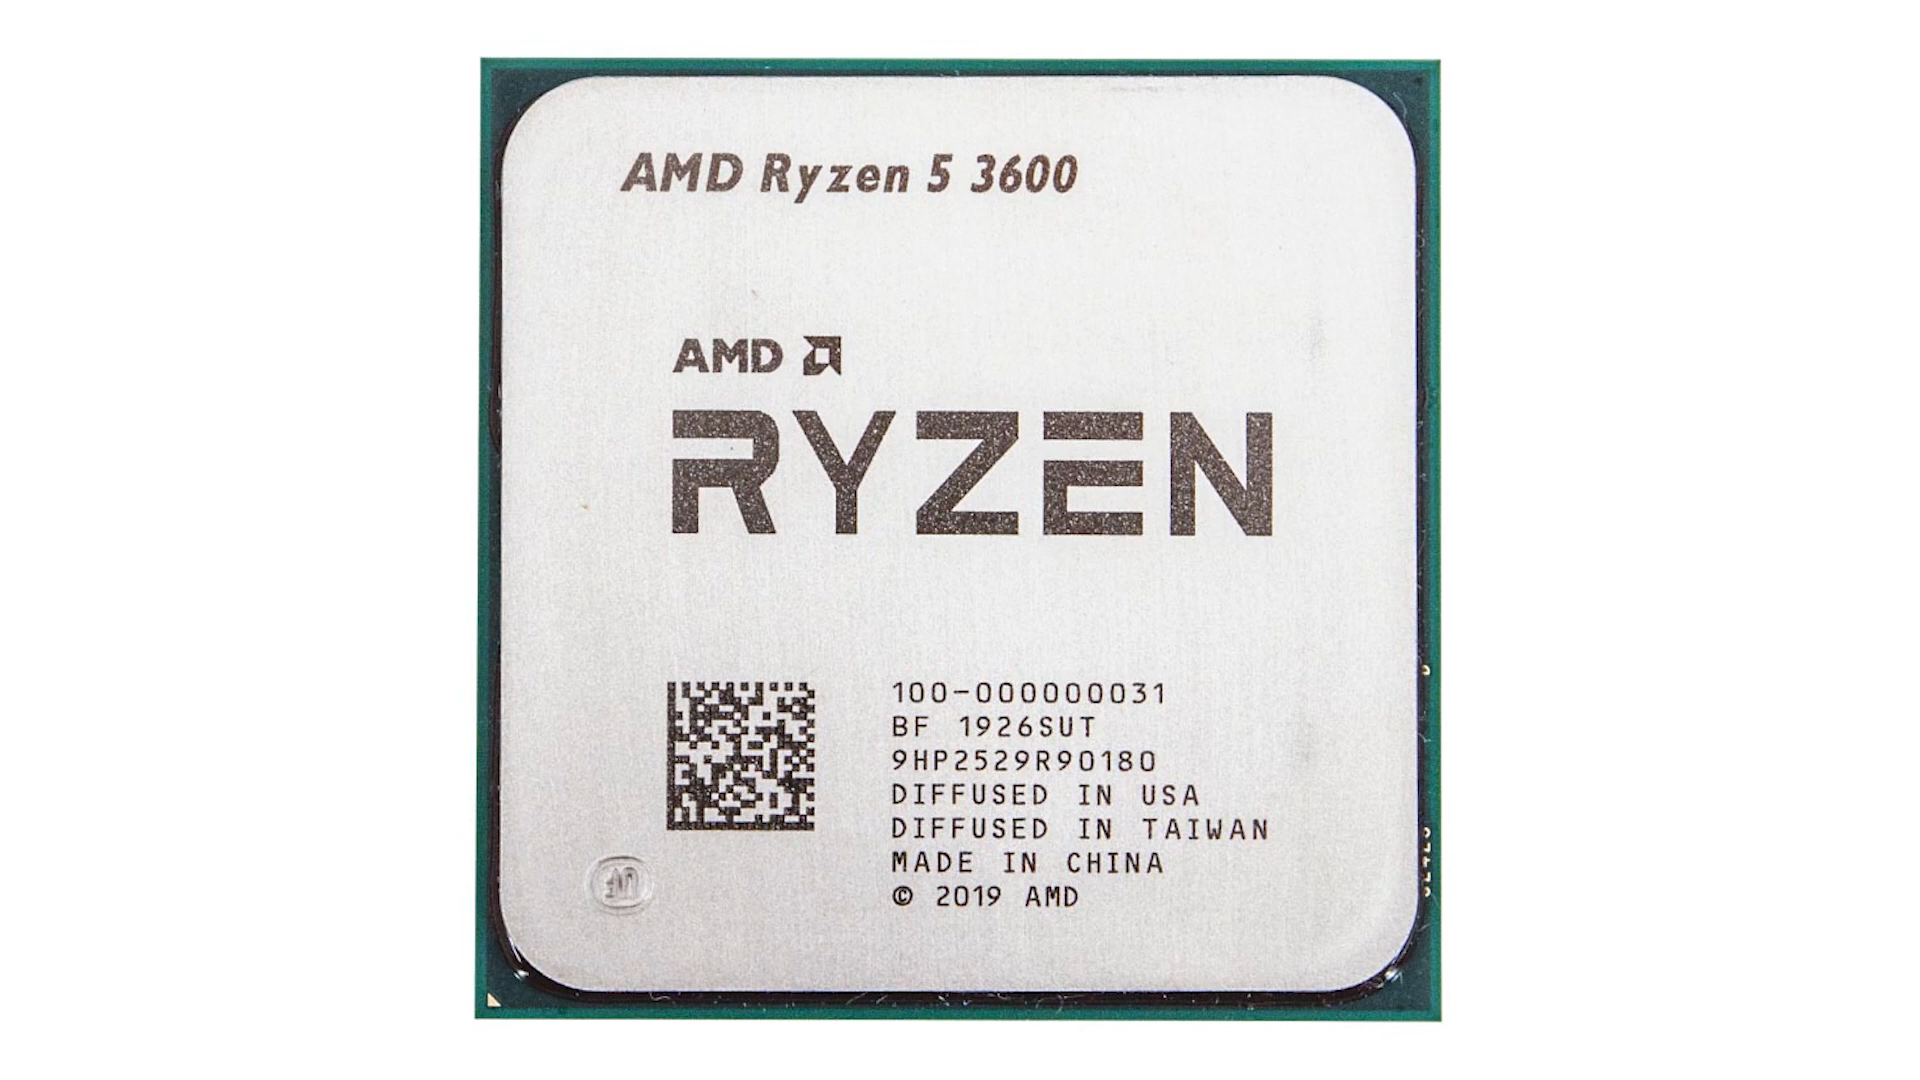 AMD Ryzen 5 3600
AMD
RYZEN
100-000000031
BF 1926SUT
9HP2529R90180
DIFFUSED IN USA
DIFFUSED IN TAIWAN
MADE IN CHINA
© 2019 AMD